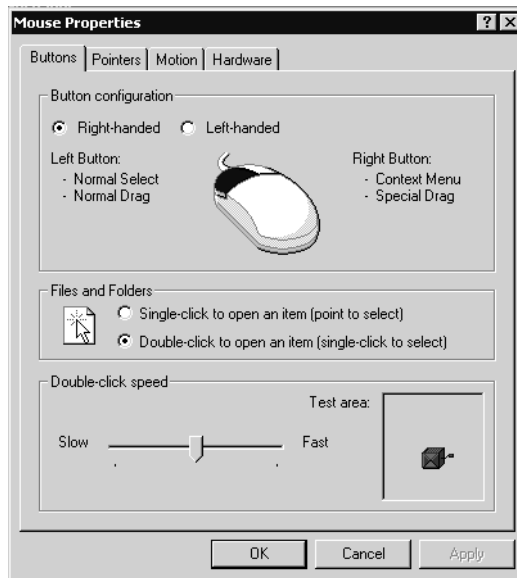 Mouse Properties
Buttons Pointers Motion Hardware
Button configuration
Right-handed Left-handed
Left Button:
- Normal Select
- Normal Drag
Right Button:
- Context Menu
- Special Drag
Files and Folders
Single-click to open an item (point to select)
Double-click to open an item (single-click to select)
Double-click speed
Test area:
Slow Fast
OK Cancel Apply